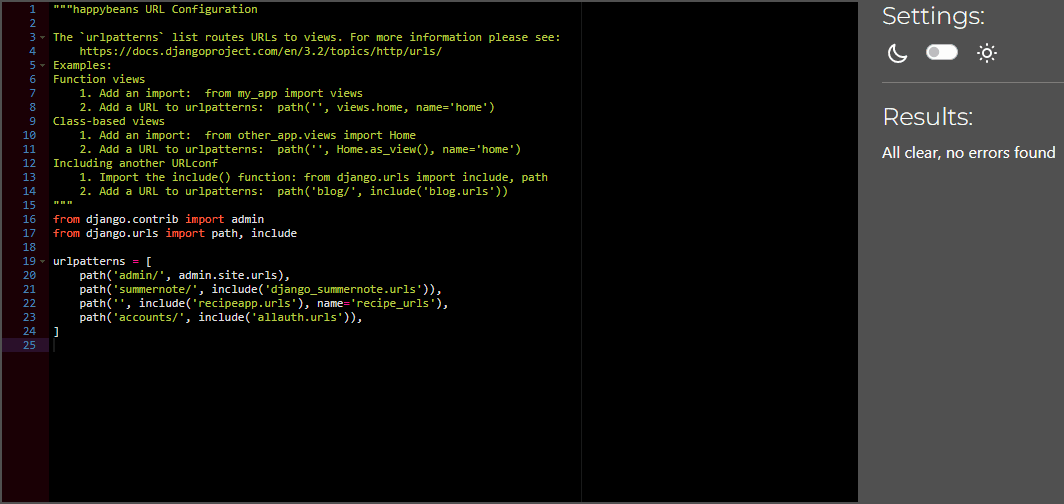 1 """happybeans URL Configuration
2
3 The `urlpatterns` list routes URLs to views. For more information please see:
4     https://docs.djangoproject.com/en/3.2/topics/http/urls/
5 Examples:
6 Function views
7     1. Add an import:  from my_app import views
8     2. Add a URL to urlpatterns:  path('', views.home, name='home')
9 Class-based views
10     1. Add an import:  from other_app.views import Home
11     2. Add a URL to urlpatterns:  path('', Home.as_view(), name='home')
12 Including another URLconf
13     1. Import the include() function: from django.urls import include, path
14     2. Add a URL to urlpatterns:  path('blog/', include('blog.urls'))
15 """
16 from django.contrib import admin
17 from django.urls import path, include
18
19 urlpatterns = [
20     path('admin/', admin.site.urls),
21     path('summernote/', include('django_summernote.urls')),
22     path('', include('recipeapp.urls'), name='recipe_urls'),
23     path('accounts/', include('allauth.urls')),
24 ]
25
Settings:
Results:
All clear, no errors found